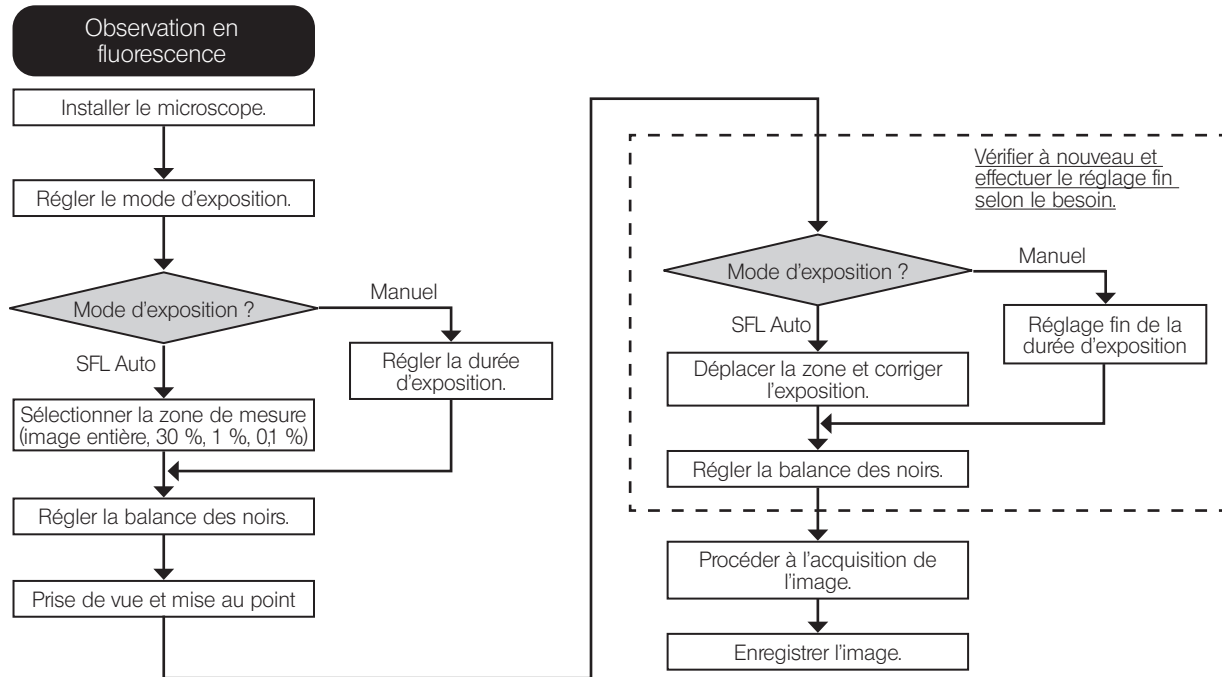 Observation en
fluorescence
Installer le microscope.
Régler le mode d'exposition.
Mode d'exposition ?
Manuel
SFL Auto
Régler la durée
d'exposition.
Sélectionner la zone de mesure
(image entière, 30 %, 1 %, 0,1 %)
Régler la balance des noirs.
Prise de vue et mise au point
Vérifier à nouveau et
effectuer le réglage fin
selon le besoin.
Mode d'exposition ?
Manuel
SFL Auto
Réglage fin de la
durée d'exposition
Déplacer la zone et corriger
l'exposition.
Régler la balance des noirs.
Procéder à l'acquisition de
l'image.
Enregistrer l'image.